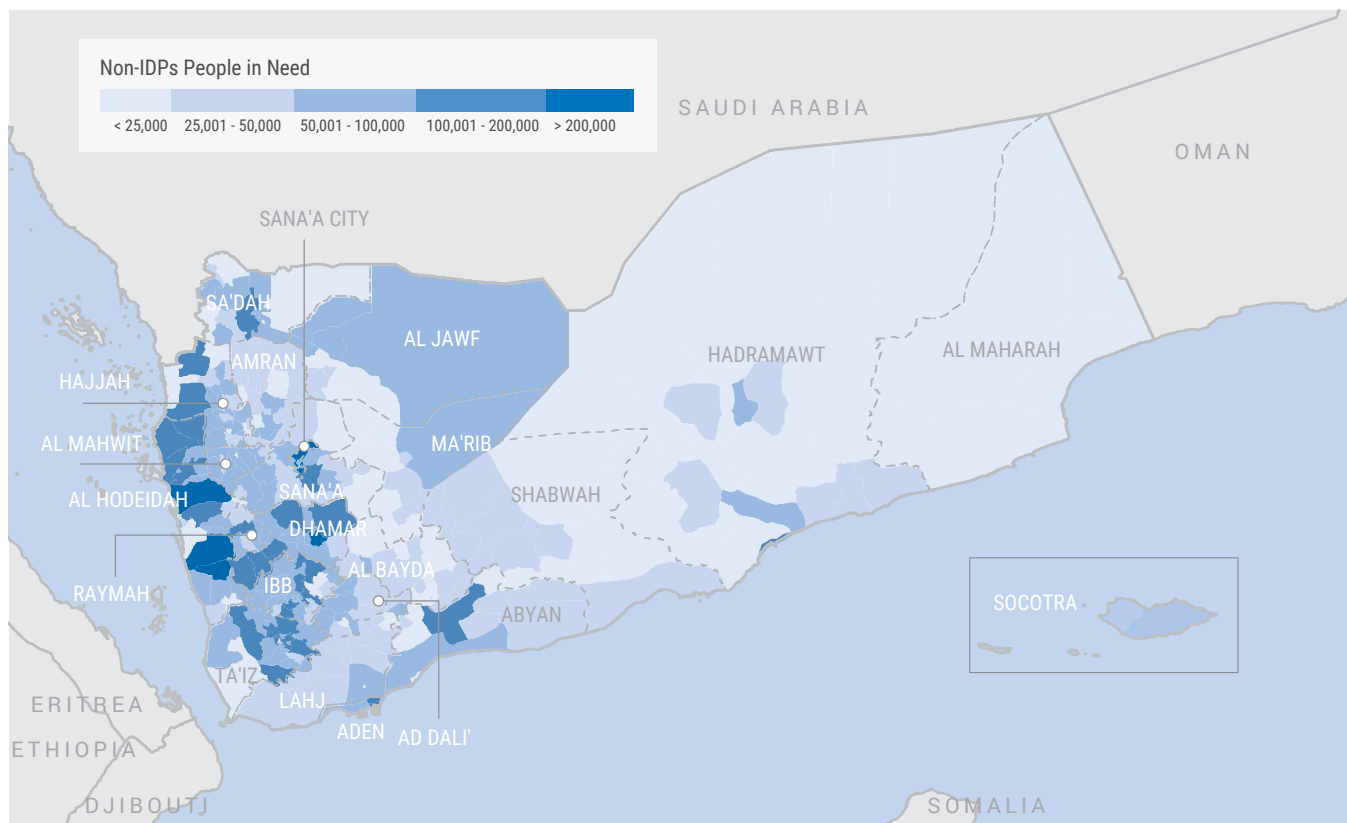 Non-IDPs People in Need
< 25,000 25,001 - 50,000 50,001 - 100,000 100,001 - 200,000 > 200,000
SAUDI ARABIA
OMAN
SANA'A CITY
SA'DAH
AL JAWF
AMRAN
HADRAMAWT
AL MAHARAH
HAJJAH
AL MAHWIT
MA'RIB
AL HODEIDAH
SANA'A
SHABWAH
DHAMAR
AL BAYDA
IBB
RAYMAH
ABYAN
SOCOTRA
TA'IZ
LAHJ
ERITREA
ADEN
AD DALI'
ETHIOPIA
DJIBOUTI
SOMALIA